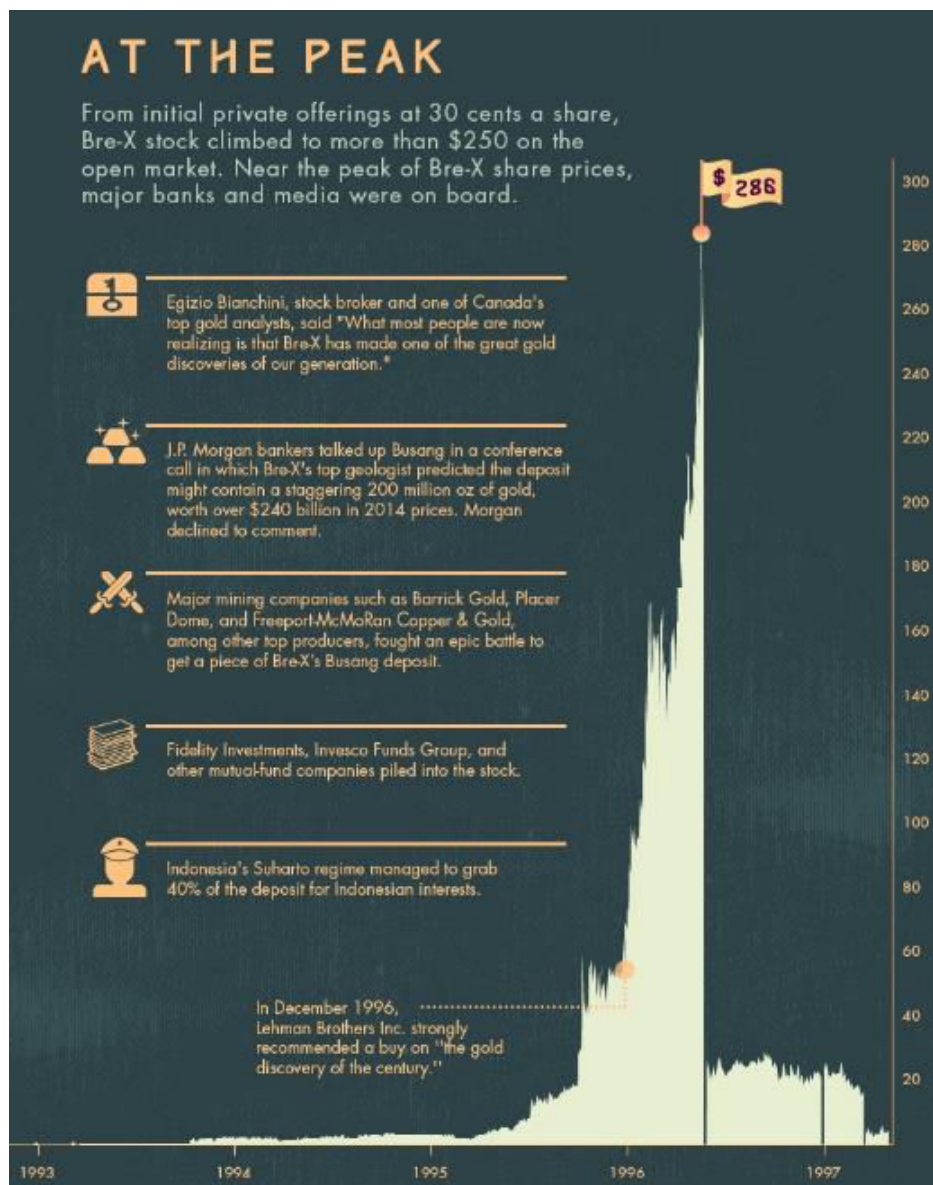 AT THE PEAK
From initial private offerings at 30 cents a share,
Bre-X stock climbed to more than $250 on the
open market. Near the peak of Bre-X share prices,
major banks and media were on board.
$ 286
Egizio Bianchini, stock broker and one of Canada's
top gold analysts, said "What most people are now
realizing is that Bre-X has made one of the great gold
discoveries of our generation."
J.P. Morgan bankers talked up Busang in a conference
call in which Bre-X's top geologist predicted the deposit
might contain a staggering 200 million oz of gold,
worth over $240 billion in 2014 prices. Morgan
declined to comment.
Major mining companies such as Barrick Gold, Placer
Dome, and Freeport-McMoRan Copper & Gold,
among other top producers, fought an epic battle to
get a piece of Bre-X's Busang deposit.
Fidelity Investments, Invesco Funds Group, and
other mutual-fund companies piled into the stock.
Indonesia's Suharto regime managed to grab
40% of the deposit for Indonesian interests.
In December 1996,
Lehman Brothers Inc. strongly
recommended a buy on "the gold
discovery of the century."
300
280
260
240
220
200
180
160
140
120
100
80
60
40
20
1993 1994 1995 1996 1997